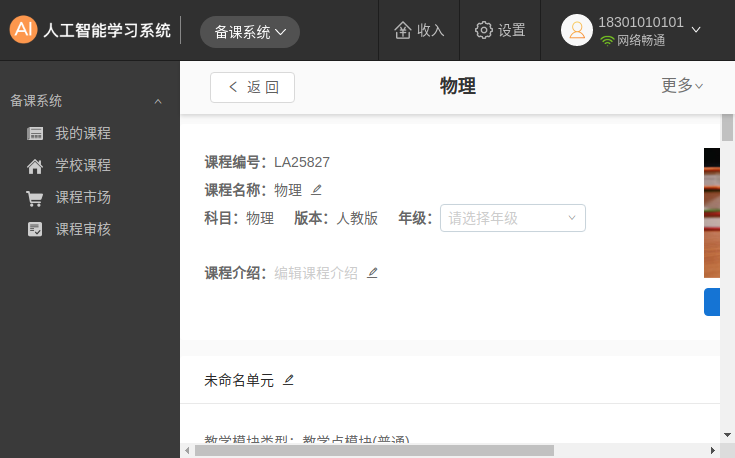 AI 人工智能学习系统 备课系统 收入 设置 18301010101
网络畅通
备课系统
我的课程
学校课程
课程市场
课程审核
返 回 物理 更多
课程编号：LA25827
课程名称：物理
科目：物理 版本：人教版 年级：请选择年级
课程介绍：编辑课程介绍
未命名单元
教学模块类型：教学点模块(普通)